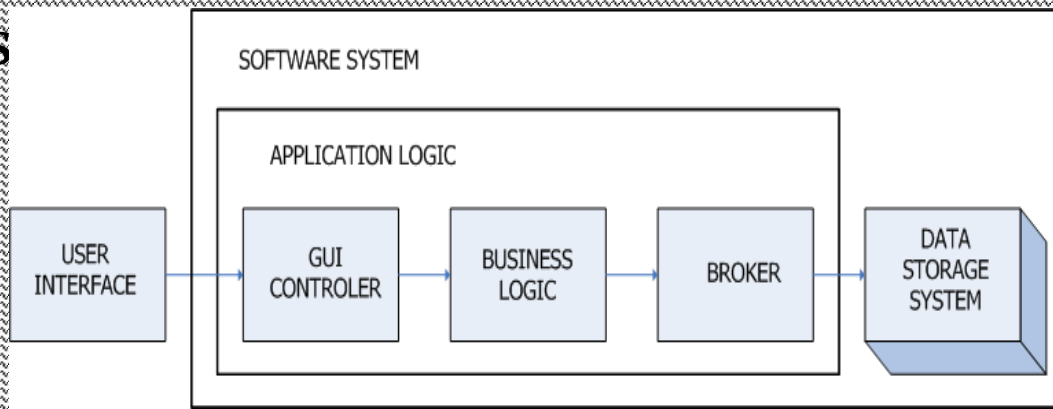 SOFTWARE SYSTEM
APPLICATION LOGIC
USER
INTERFACE
GUI
CONTROLER
BUSINESS
LOGIC
BROKER
DATA
STORAGE
SYSTEM